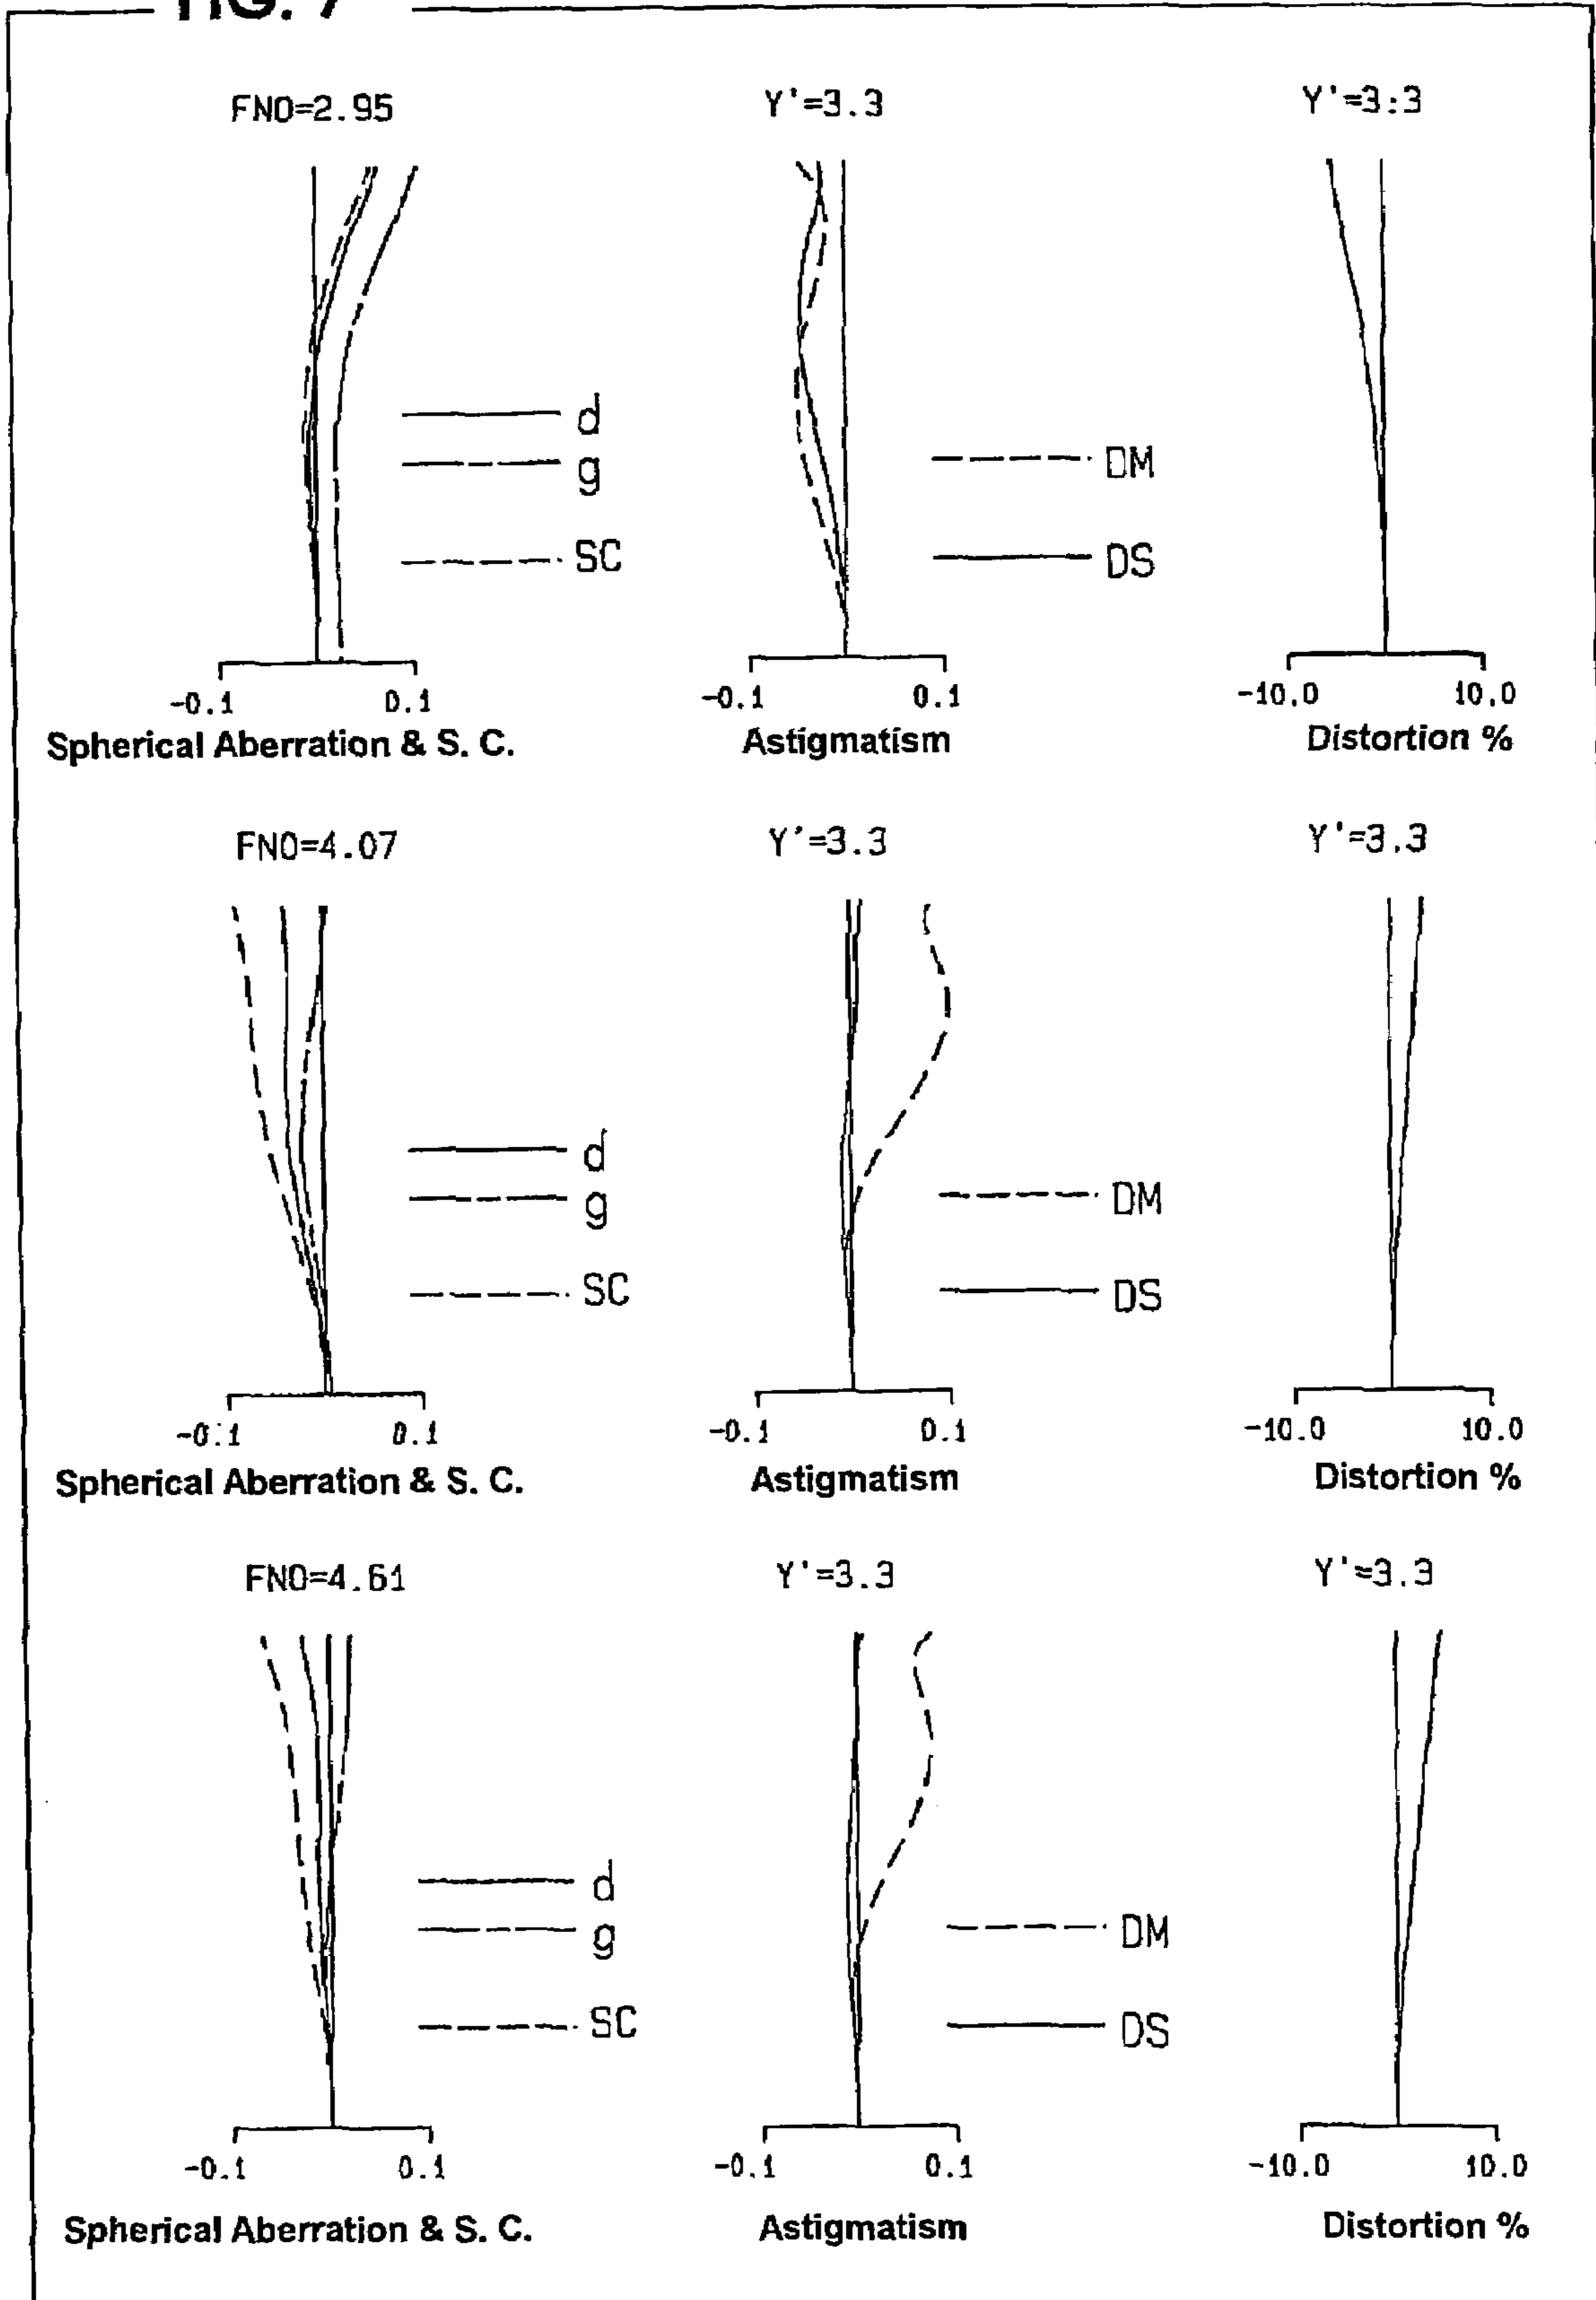 FIG. 7
FNO=2.95 Y'=3.3 Y'=3:3
d
g
DM
SC
DS
-0.1 0.1 -0.1 0.1 -10.0 10.0
Spherical Aberration & S. C. Astigmatism Distortion %
FNO=4.07 Y'=3.3 Y'=3.3
d
g
DM
SC
DS
-0.1 0.1 -0.1 0.1 -10.0 10.0
Spherical Aberration & S. C. Astigmatism Distortion %
FNO=4.61 Y'=3.3 Y'=3.3
d
g
DM
SC
DS
-0.1 0.1 -0.1 0.1 -10.0 10.0
Spherical Aberration & S. C. Astigmatism Distortion %